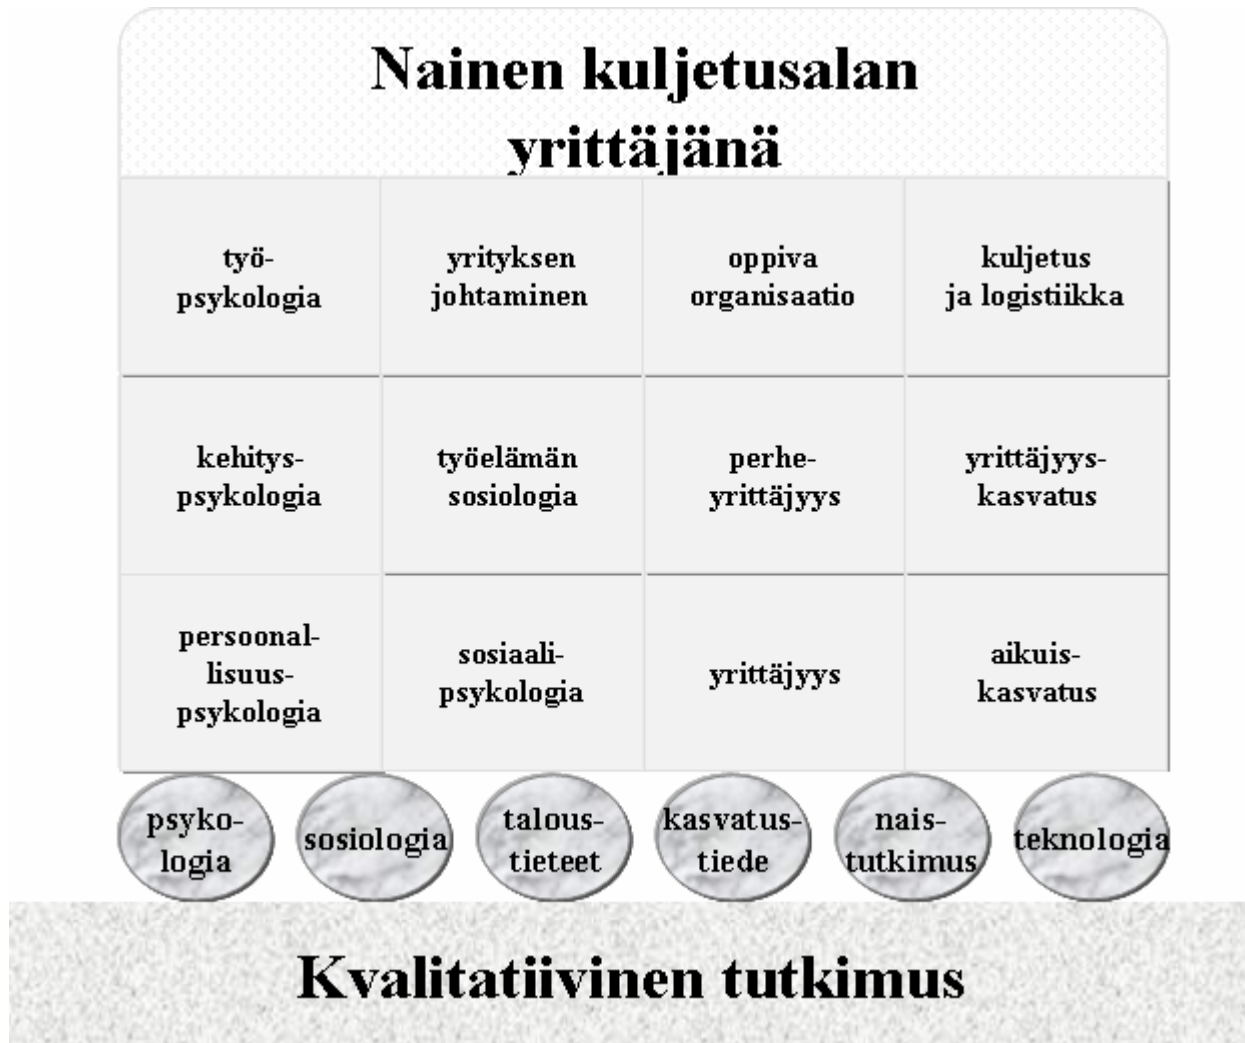 Nainen kuljetusalan
yrittäjänä
työ-
psykologia
yrityksen
johtaminen
oppiva
organisaatio
kuljetus
ja logistiikka
kehitys-
psykologia
työelämän
sosiologia
perhe-
yrittäjyys
yrittäjyys-
kasvatus
persoonal-
lisuus-
psykologia
sosiaali-
psykologia
yrittäjyys
aikuis-
kasvatus
psyko-
logia
sosiologia
talous-
tieteet
kasvatus-
tiede
nais-
tutkimus
teknologia
Kvalitatiivinen tutkimus